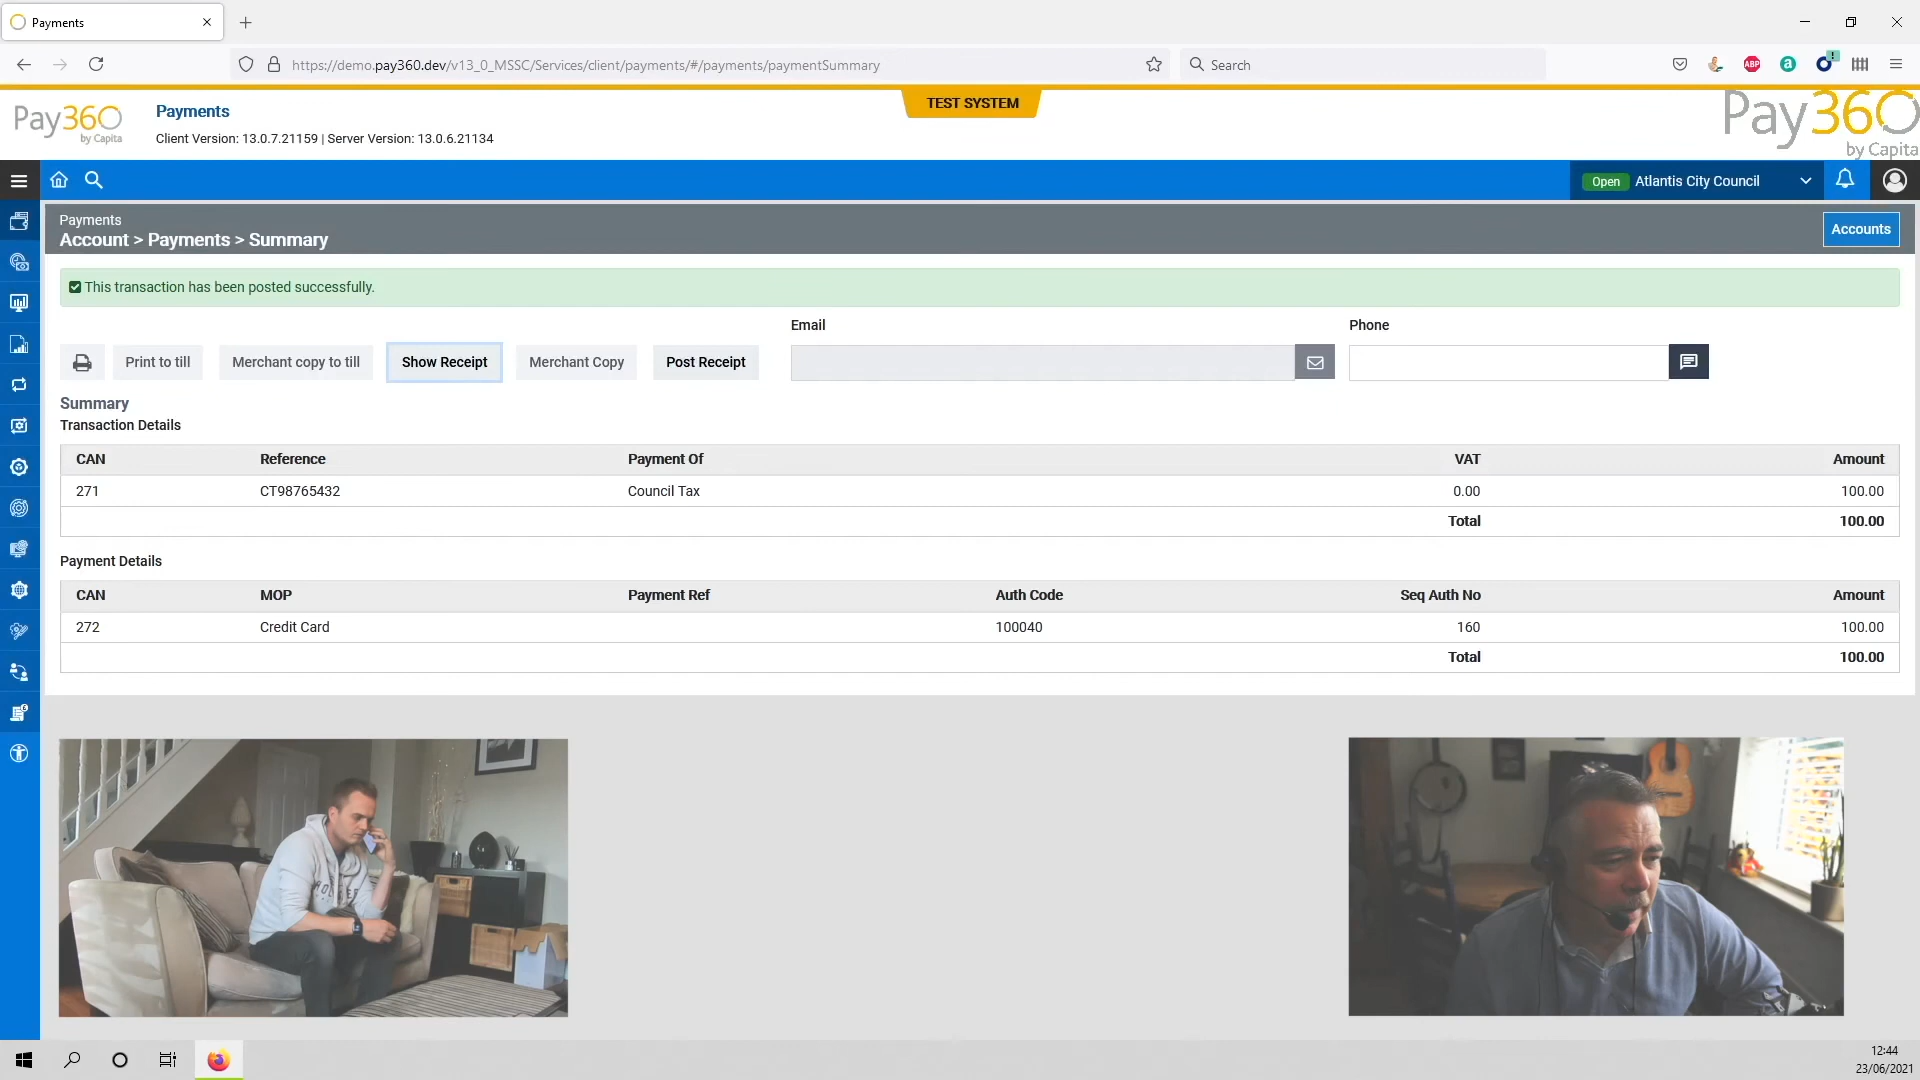 Payments
https://demo.pay360.dev/v13_0_MSSC/Services/client/payments/#/payments/paymentSummary
Search
ABP
a
Pay360
by Capita
Payments
Client Version: 13.0.7.21159 | Server Version: 13.0.6.21134
TEST SYSTEM
Pay360
by Capita
Open Atlantis City Council
Payments
Account > Payments > Summary
Accounts
This transaction has been posted successfully.
Email
Phone
Print to till
Merchant copy to till
Show Receipt
Merchant Copy
Post Receipt
Summary
Transaction Details
CAN Reference Payment Of VAT Amount
271 CT98765432 Council Tax 0.00 100.00
Total 100.00
Payment Details
CAN MOP Payment Ref Auth Code Seq Auth No Amount
272 Credit Card 100040 160 100.00
Total 100.00
12:44
23/06/2021